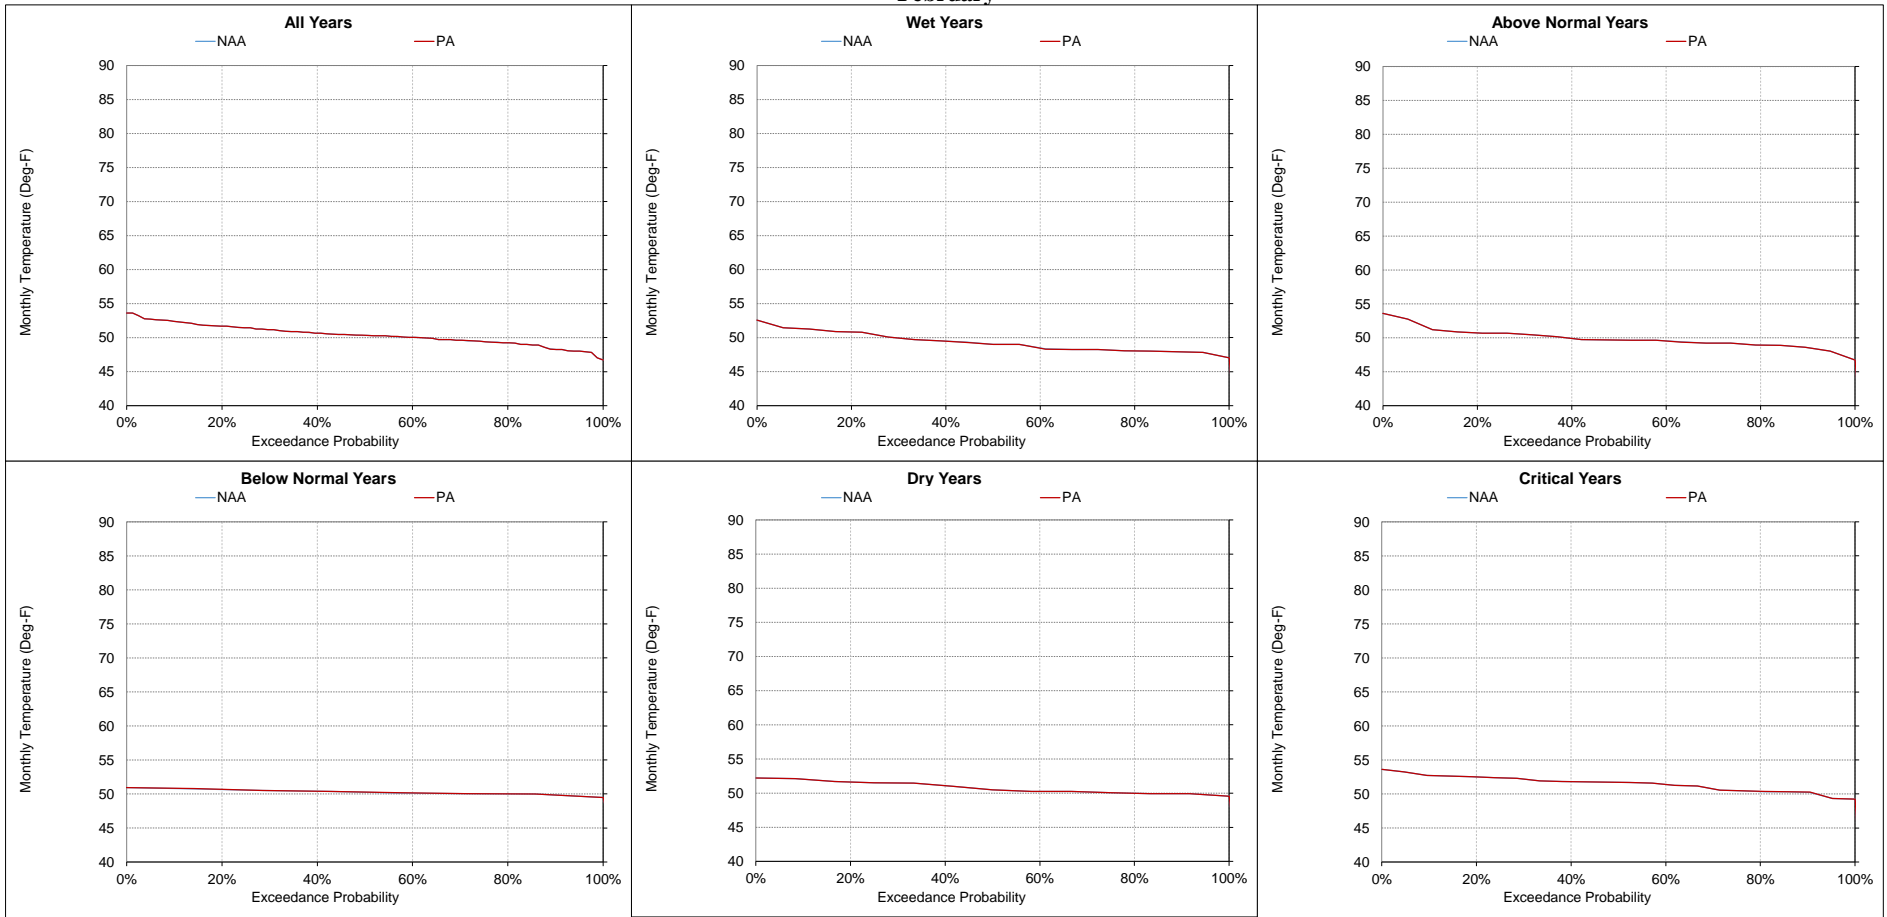 All Years
NAA PA
90
85
80
75
70
65
60
55
50
45
40
Monthly Temperature (Deg-F)
0% 20% 40% 60% 80% 100%
Exceedance Probability
Wet Years
NAA PA
90
85
80
75
70
65
60
55
50
45
40
Monthly Temperature (Deg-F)
0% 20% 40% 60% 80% 100%
Exceedance Probability
Above Normal Years
NAA PA
90
85
80
75
70
65
60
55
50
45
40
Monthly Temperature (Deg-F)
0% 20% 40% 60% 80% 100%
Exceedance Probability
Below Normal Years
NAA PA
90
85
80
75
70
65
60
55
50
45
40
Monthly Temperature (Deg-F)
0% 20% 40% 60% 80% 100%
Exceedance Probability
Dry Years
NAA PA
90
85
80
75
70
65
60
55
50
45
40
Monthly Temperature (Deg-F)
0% 20% 40% 60% 80% 100%
Exceedance Probability
Critical Years
NAA PA
90
85
80
75
70
65
60
55
50
45
40
Monthly Temperature (Deg-F)
0% 20% 40% 60% 80% 100%
Exceedance Probability